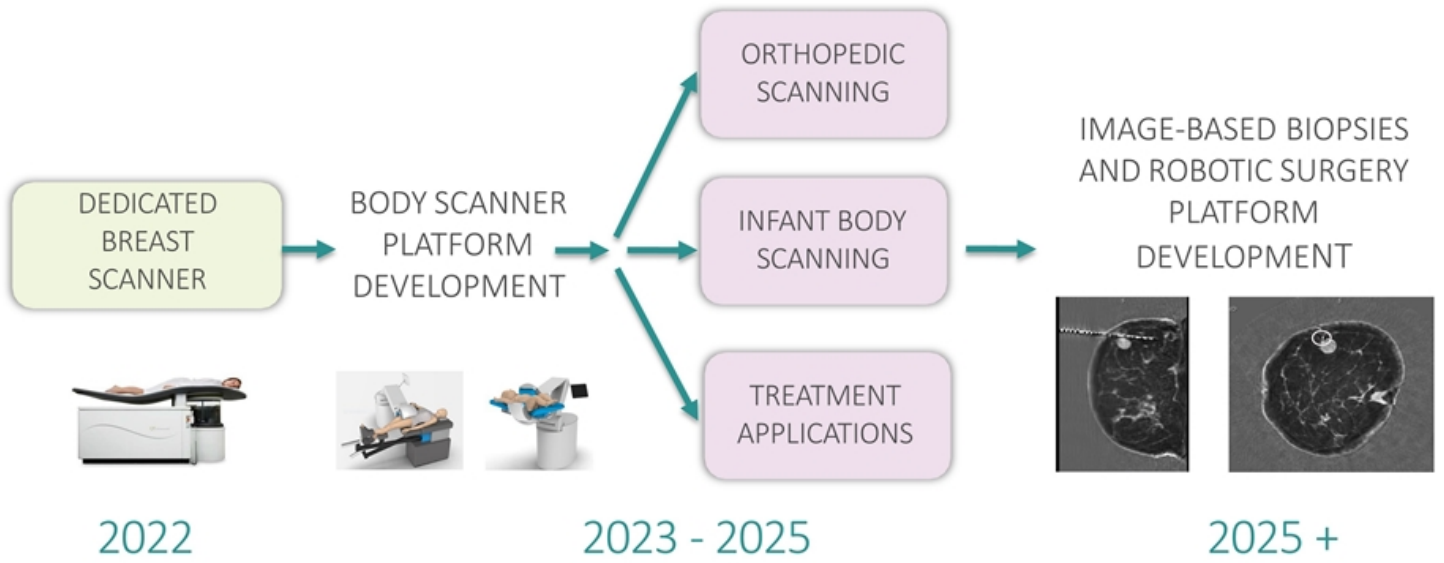 DEDICATED
BREAST
SCANNER
BODY SCANNER
PLATFORM
DEVELOPMENT
ORTHOPEDIC
SCANNING
INFANT BODY
SCANNING
TREATMENT
APPLICATIONS
IMAGE-BASED BIOPSIES
AND ROBOTIC SURGERY
PLATFORM
DEVELOPMENT
2022
2023 - 2025
2025 +